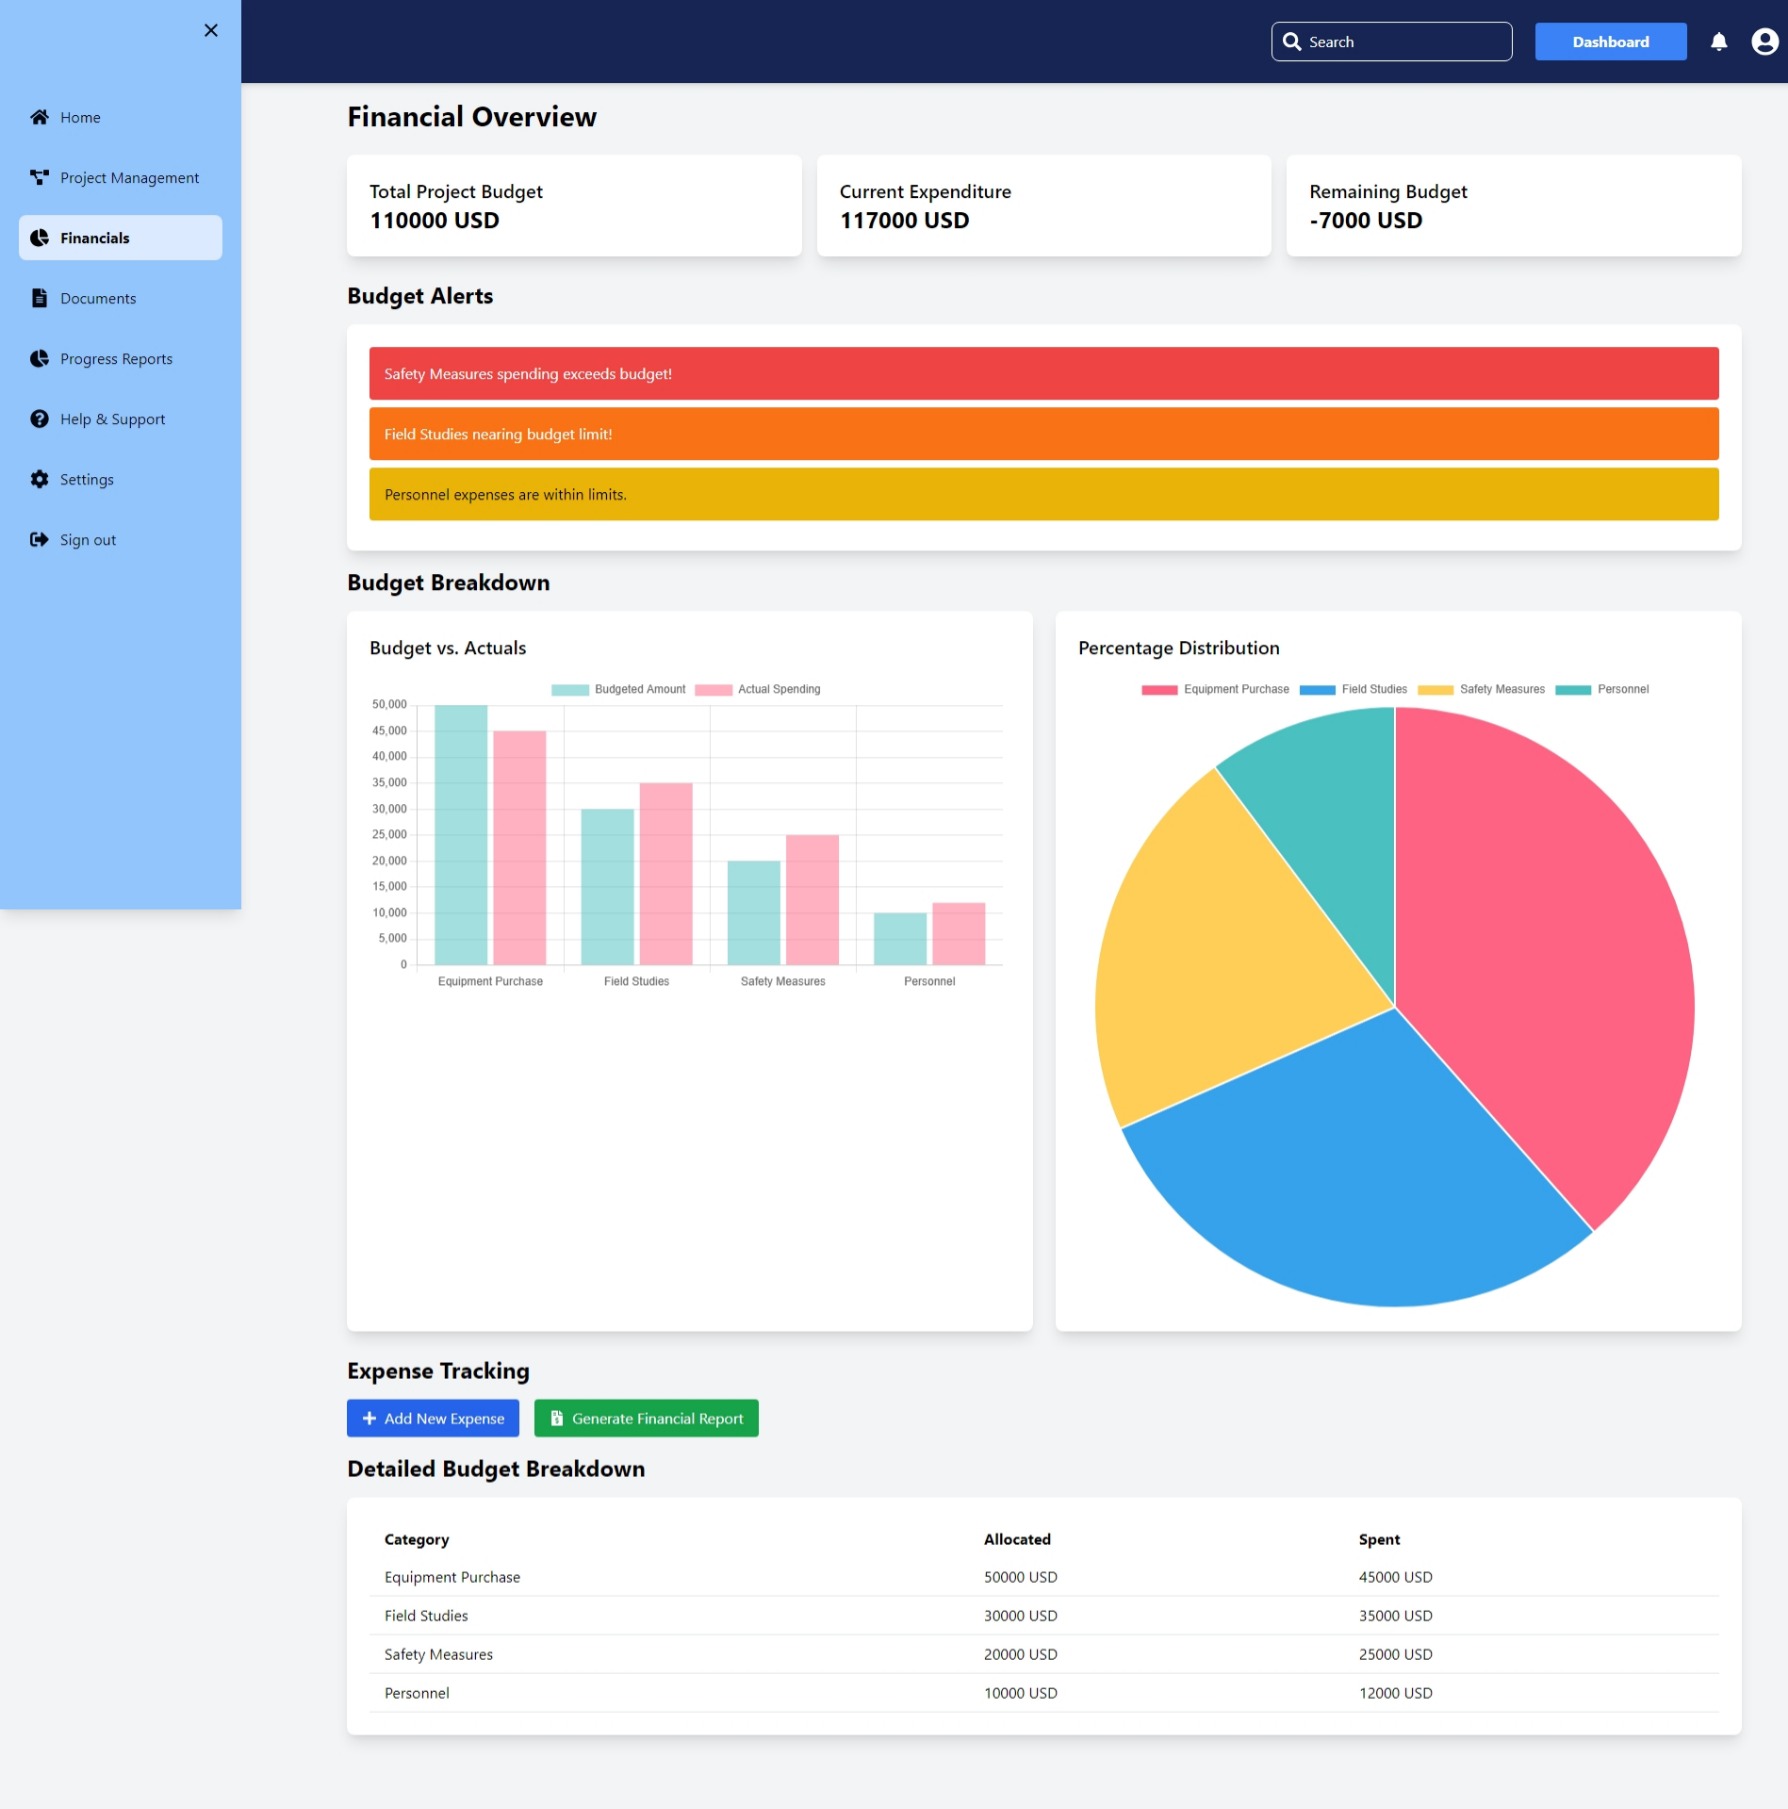 Search
Dashboard
Home
Project Management
Financials
Documents
Progress Reports
Help & Support
Settings
Sign out
Financial Overview
Total Project Budget
110000 USD
Current Expenditure
117000 USD
Remaining Budget
-7000 USD
Budget Alerts
Safety Measures spending exceeds budget!
Field Studies nearing budget limit!
Personnel expenses are within limits.
Budget Breakdown
Budget vs. Actuals
Budgeted Amount Actual Spending
50,000
45,000
40,000
35,000
30,000
25,000
20,000
15,000
10,000
5,000
0
Equipment Purchase Field Studies Safety Measures Personnel
Percentage Distribution
Equipment Purchase Field Studies Safety Measures Personnel
Expense Tracking
Add New Expense
Generate Financial Report
Detailed Budget Breakdown
Category Allocated Spent
Equipment Purchase 50000 USD 45000 USD
Field Studies 30000 USD 35000 USD
Safety Measures 20000 USD 25000 USD
Personnel 10000 USD 12000 USD